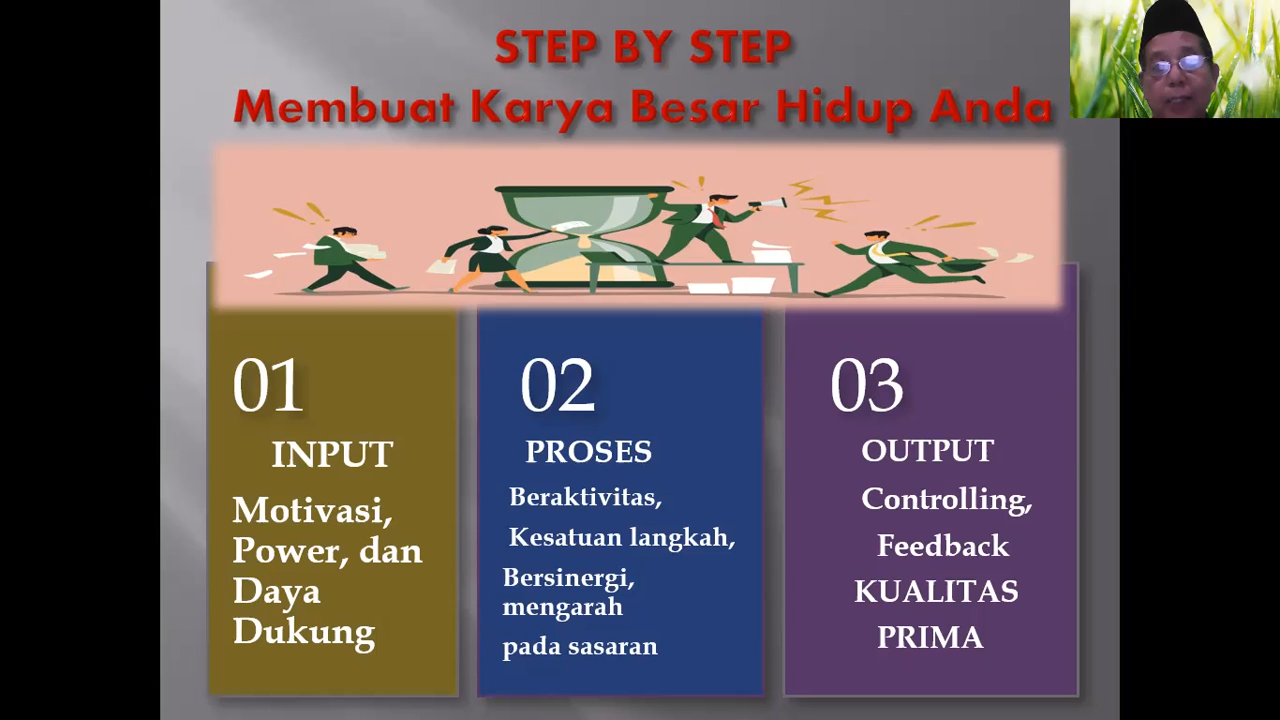 STEP BY STEP
Membuat Karya Besar Hidup Anda
01
INPUT
Motivasi,
Power, dan
Daya
Dukung
02
PROSES
Beraktivitas,
Kesatuan langkah,
Bersinergi,
mengarah
pada sasaran
03
OUTPUT
Controlling,
Feedback
KUALITAS
PRIMA